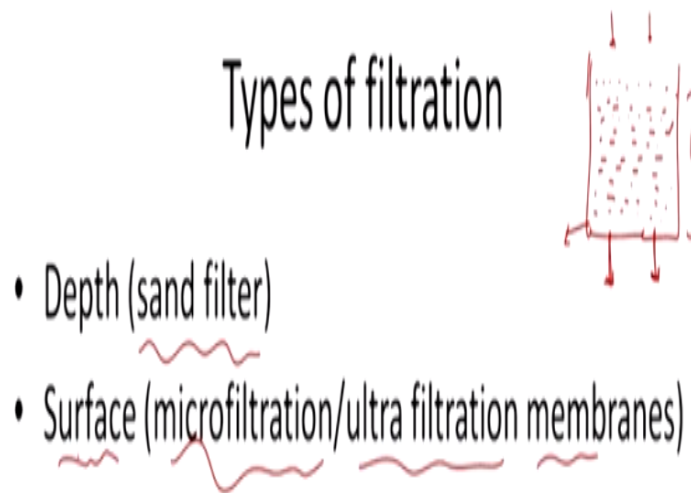 Types of filtration
• Depth (sand filter)
• Surface (microfiltration/ultra filtration membranes)